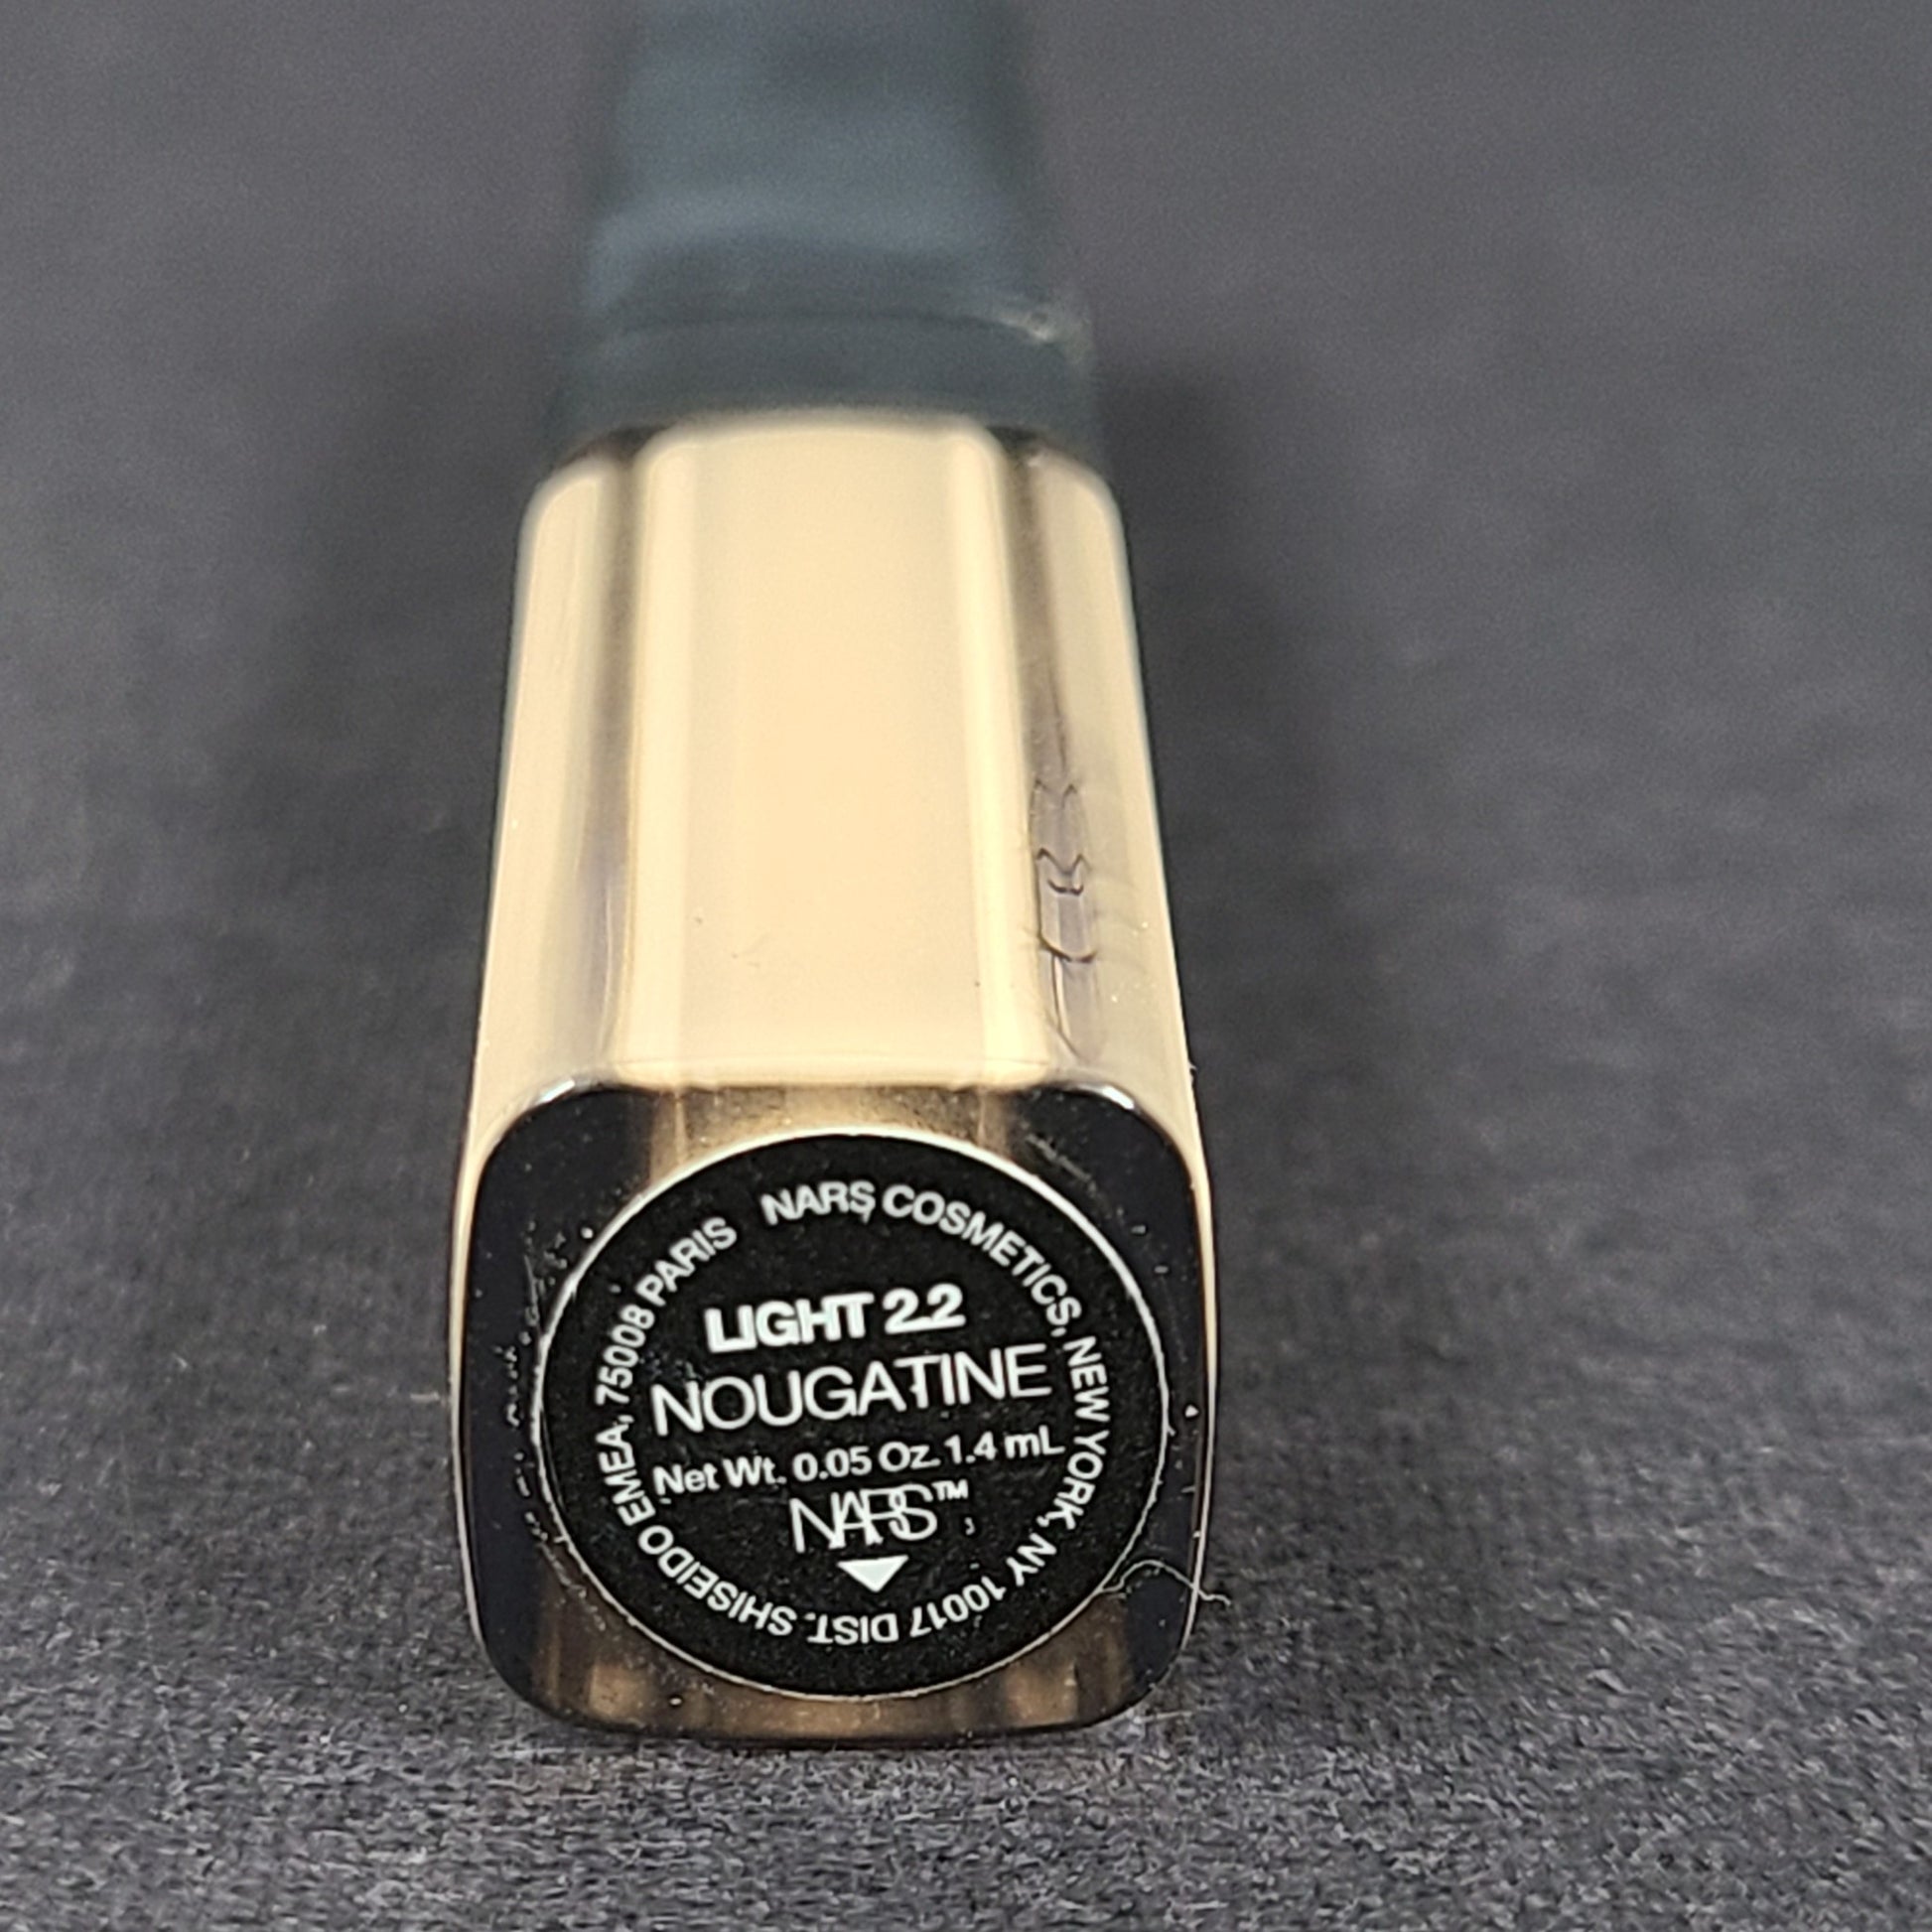 LIGHT 2.2
NOUGATINE
Net Wt. 0.05 Oz. 1.4 mL
NARS™
NARS COSMETICS, NEW YORK, NY 10017 DIST. SHISEIDO EMEA, 75008 PARIS